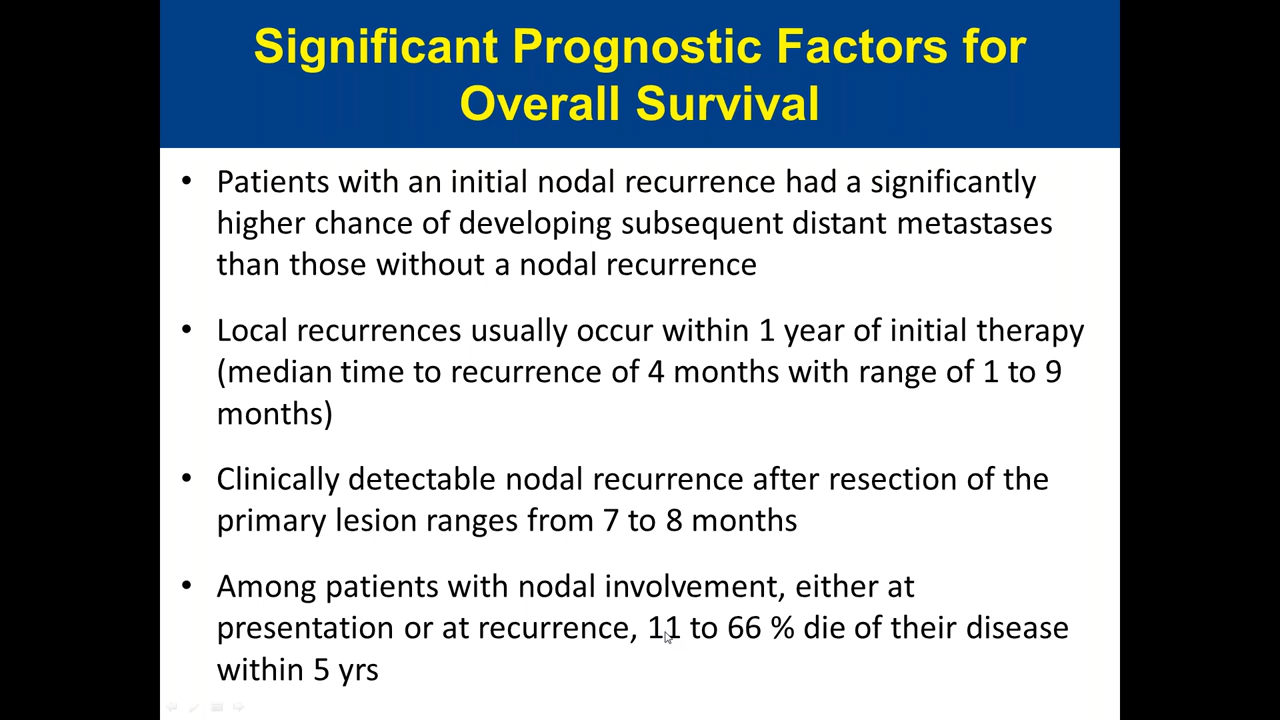 Significant Prognostic Factors for
Overall Survival
• Patients with an initial nodal recurrence had a significantly
higher chance of developing subsequent distant metastases
than those without a nodal recurrence
• Local recurrences usually occur within 1 year of initial therapy
(median time to recurrence of 4 months with range of 1 to 9
months)
• Clinically detectable nodal recurrence after resection of the
primary lesion ranges from 7 to 8 months
• Among patients with nodal involvement, either at
presentation or at recurrence, 11 to 66 % die of their disease
within 5 yrs